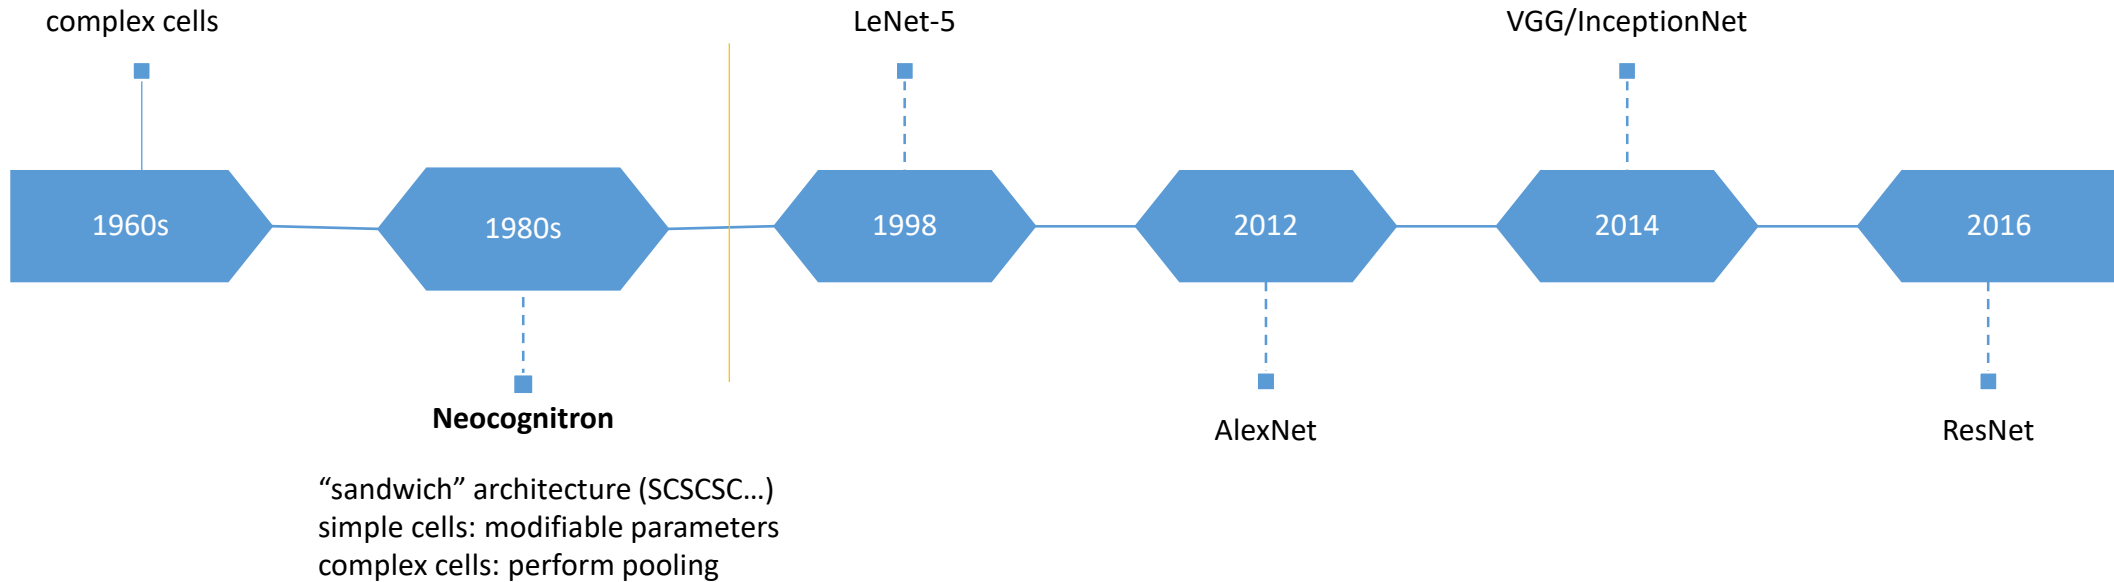 complex cells
LeNet-5
VGG/InceptionNet
1960s
1980s
1998
2012
2014
2016
Neocognitron
AlexNet
ResNet
“sandwich” architecture (SCSCSC…)
simple cells: modifiable parameters
complex cells: perform pooling